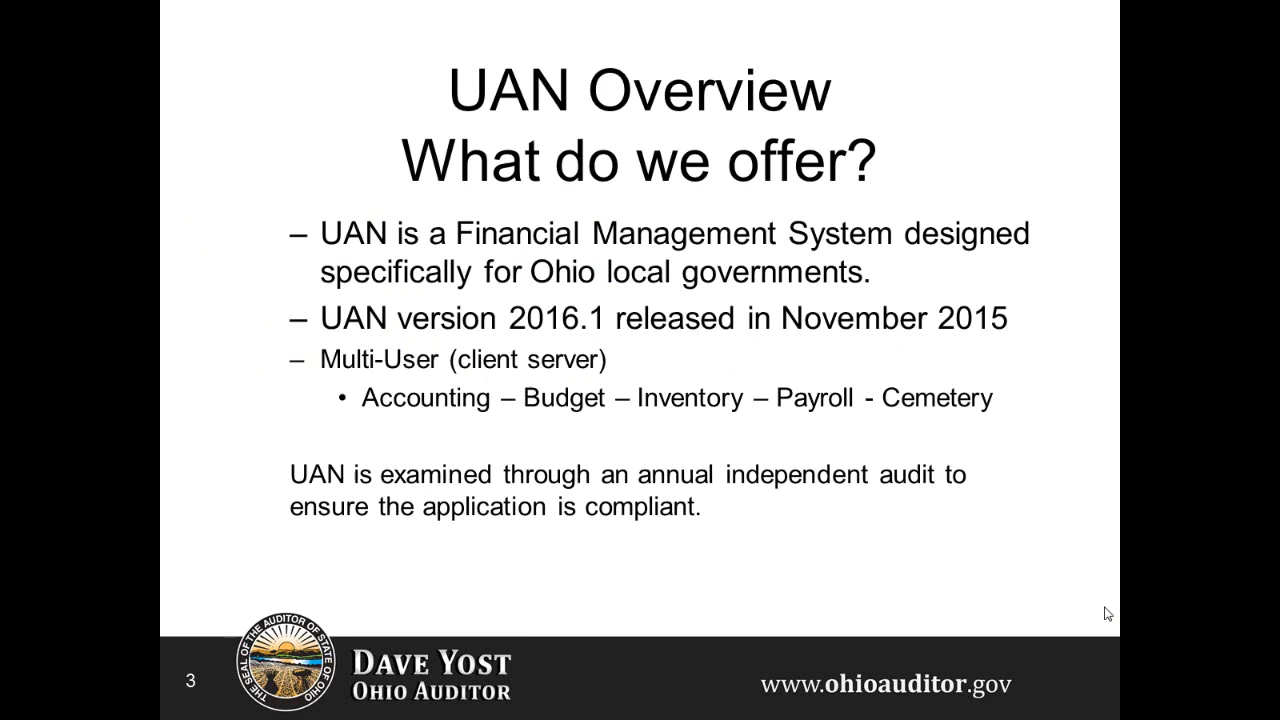 UAN Overview
What do we offer?
– UAN is a Financial Management System designed
specifically for Ohio local governments.
– UAN version 2016.1 released in November 2015
– Multi-User (client server)
• Accounting – Budget – Inventory – Payroll - Cemetery
UAN is examined through an annual independent audit to
ensure the application is compliant.
3
THE SEAL OF THE AUDITOR OF STATE OF OHIO
DAVE YOST
OHIO AUDITOR
www.ohioauditor.gov